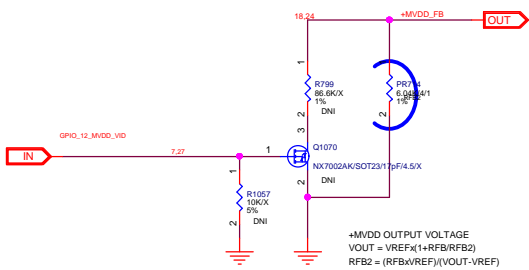 18,24
+MVDD_FB
OUT
1
R799
86.6K/X
1%
2
DNI
1
1%
2
3
GPIO_12_MVDD_VID
IN
7,27
1
Q1070
NX7002AK/SOT23/17pF/4.5/X
2
DNI
1
R1057
10K/X
5%
2
DNI
+MVDD OUTPUT VOLTAGE
VOUT = VREFx(1+RFB/RFB2)
RFB2 = (RFBxVREF)/(VOUT-VREF)